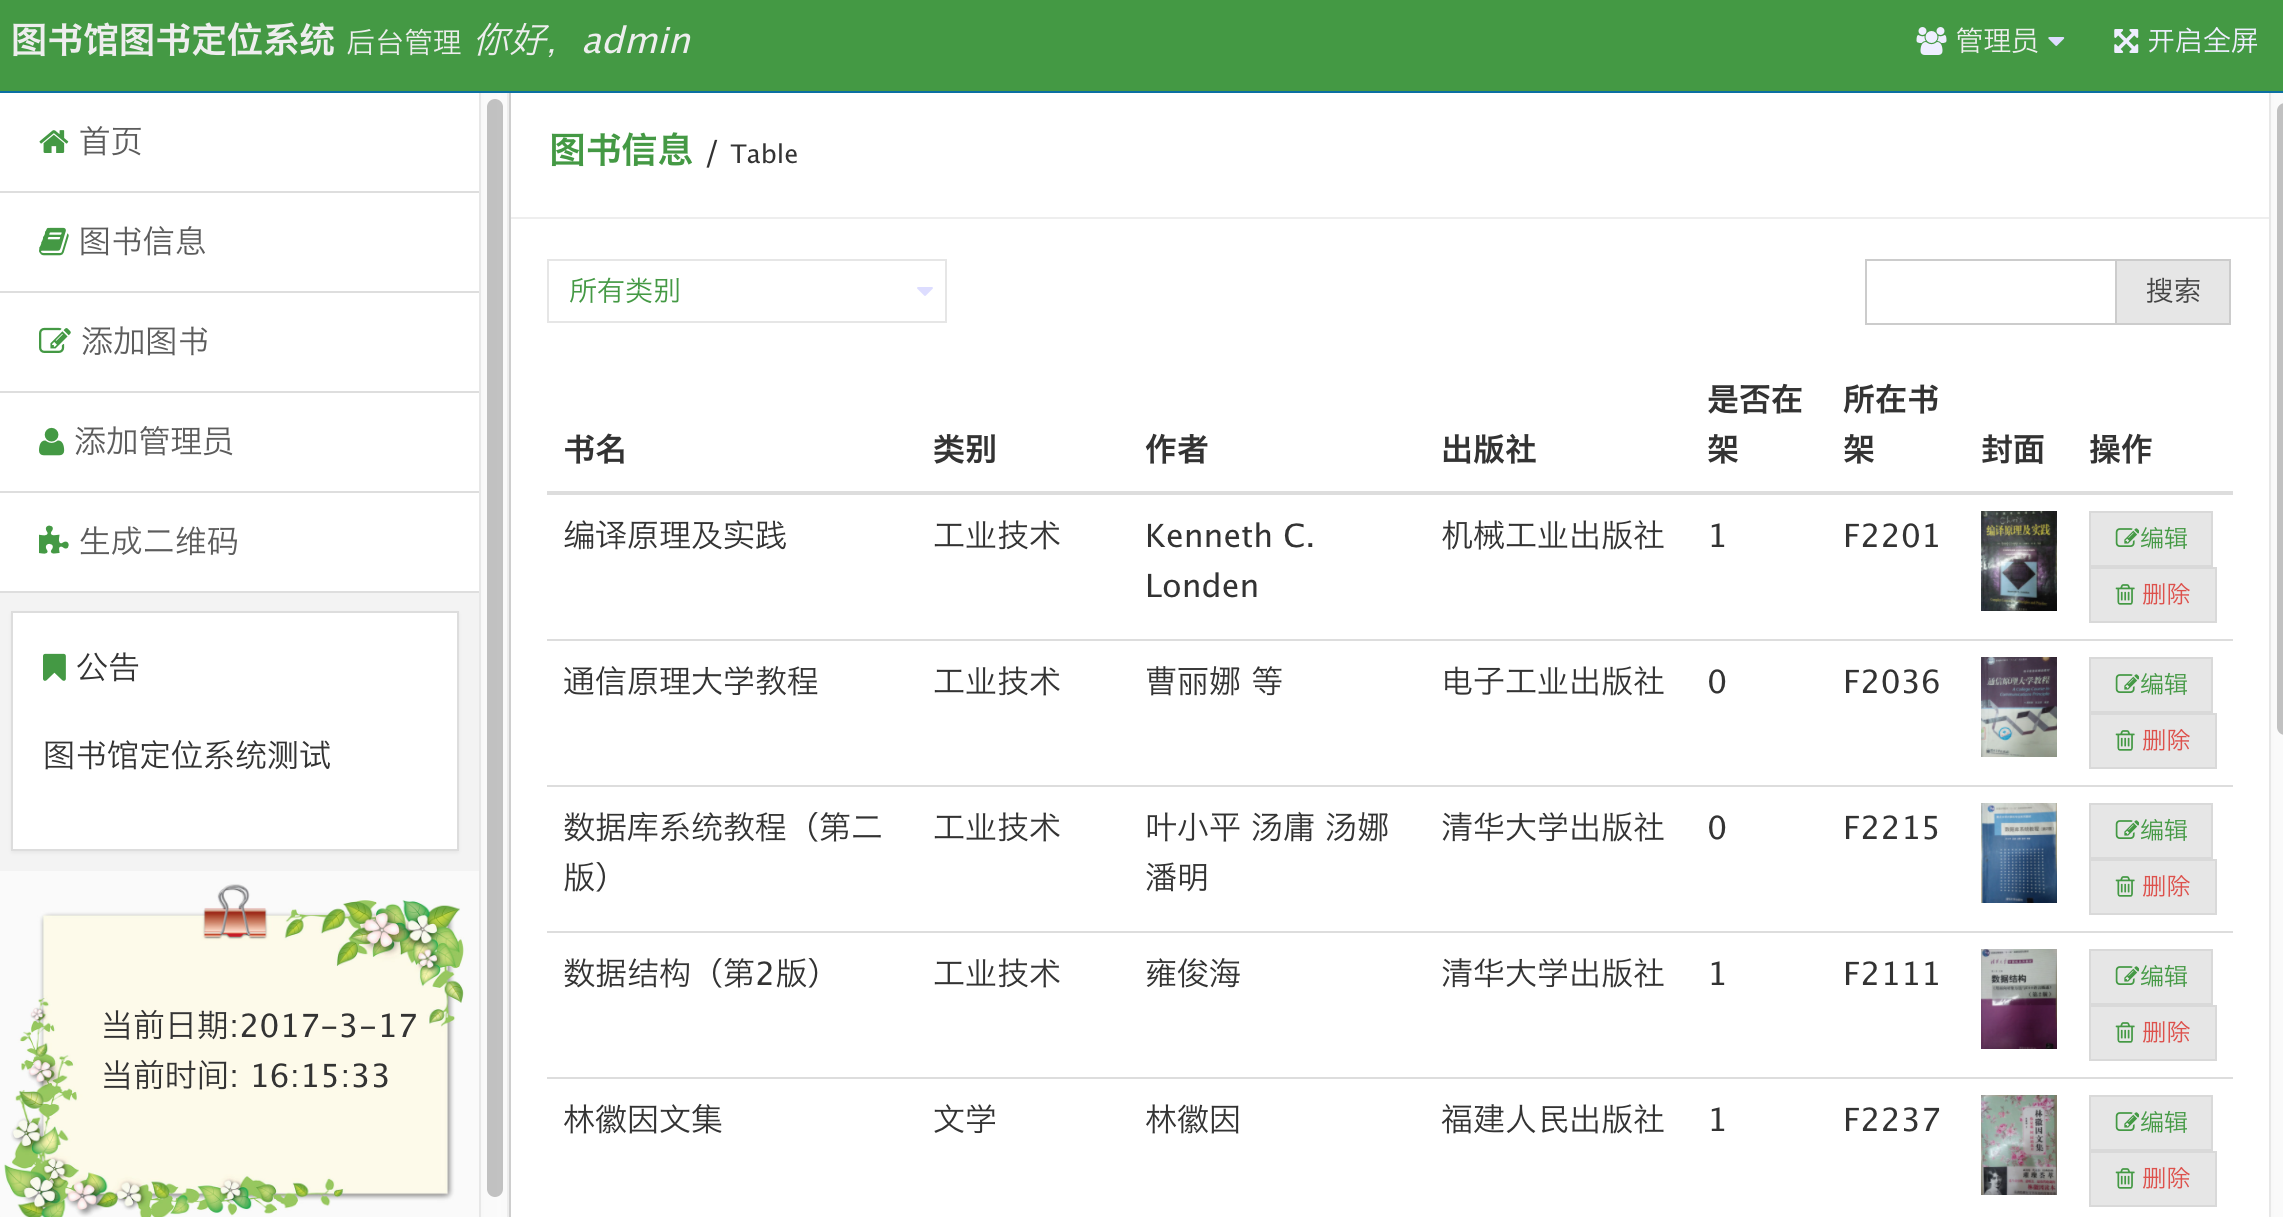 图书馆图书定位系统 后台管理 你好, admin
管理员
开启全屏
首页
图书信息
添加图书
添加管理员
生成二维码
公告
图书馆定位系统测试
当前日期:2017-3-17
当前时间: 16:15:33
图书信息 / Table
所有类别
搜索
书名 类别 作者 出版社 是否在架 所在书架 封面 操作
编译原理及实践 工业技术 Kenneth C. Londen 机械工业出版社 1 F2201 编辑
删除
编译原理及实践
通信原理大学教程 工业技术 曹丽娜 等 电子工业出版社 0 F2036 编辑
删除
通信原理大学教程
数据库系统教程（第二版） 工业技术 叶小平 汤庸 汤娜 潘明 清华大学出版社 0 F2215 编辑
删除
数据结构（第2版） 工业技术 雍俊海 清华大学出版社 1 F2111 编辑
删除
数据结构
林徽因文集 文学 林徽因 福建人民出版社 1 F2237 编辑
删除
林徽因文集